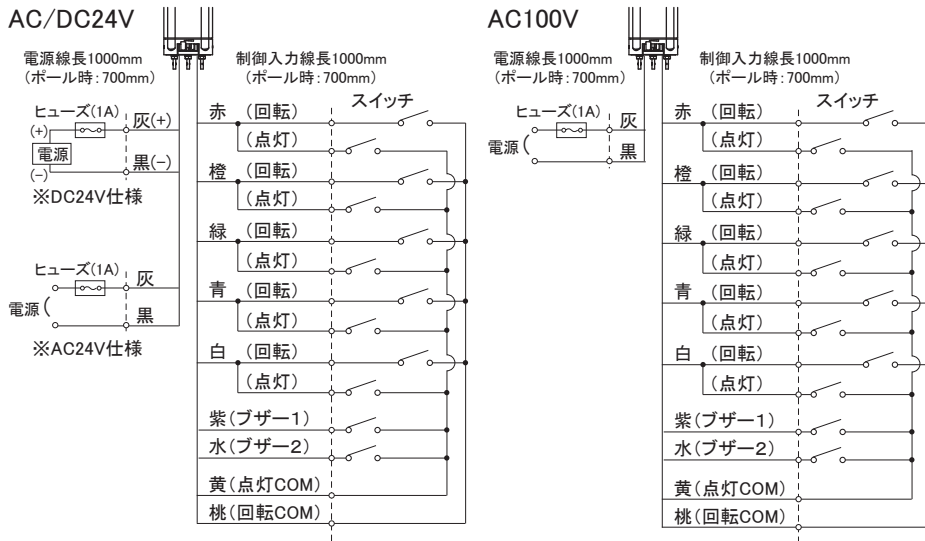 AC/DC24V
電源線長1000mm
(ポール時:700mm)
制御入力線長1000mm
(ポール時:700mm)
ヒューズ(1A)
灰(+)
(+)
電源
(-)
黒(-)
※DC24V仕様
ヒューズ(1A)
灰
電源
黒
※AC24V仕様
スイッチ
赤 (回転)
(点灯)
橙 (回転)
(点灯)
緑 (回転)
(点灯)
青 (回転)
(点灯)
白 (回転)
(点灯)
紫(ブザー1)
水(ブザー2)
黄(点灯COM)
桃(回転COM)
AC100V
電源線長1000mm
(ポール時:700mm)
制御入力線長1000mm
(ポール時:700mm)
ヒューズ(1A)
灰
電源
黒
スイッチ
赤 (回転)
(点灯)
橙 (回転)
(点灯)
緑 (回転)
(点灯)
青 (回転)
(点灯)
白 (回転)
(点灯)
紫(ブザー1)
水(ブザー2)
黄(点灯COM)
桃(回転COM)